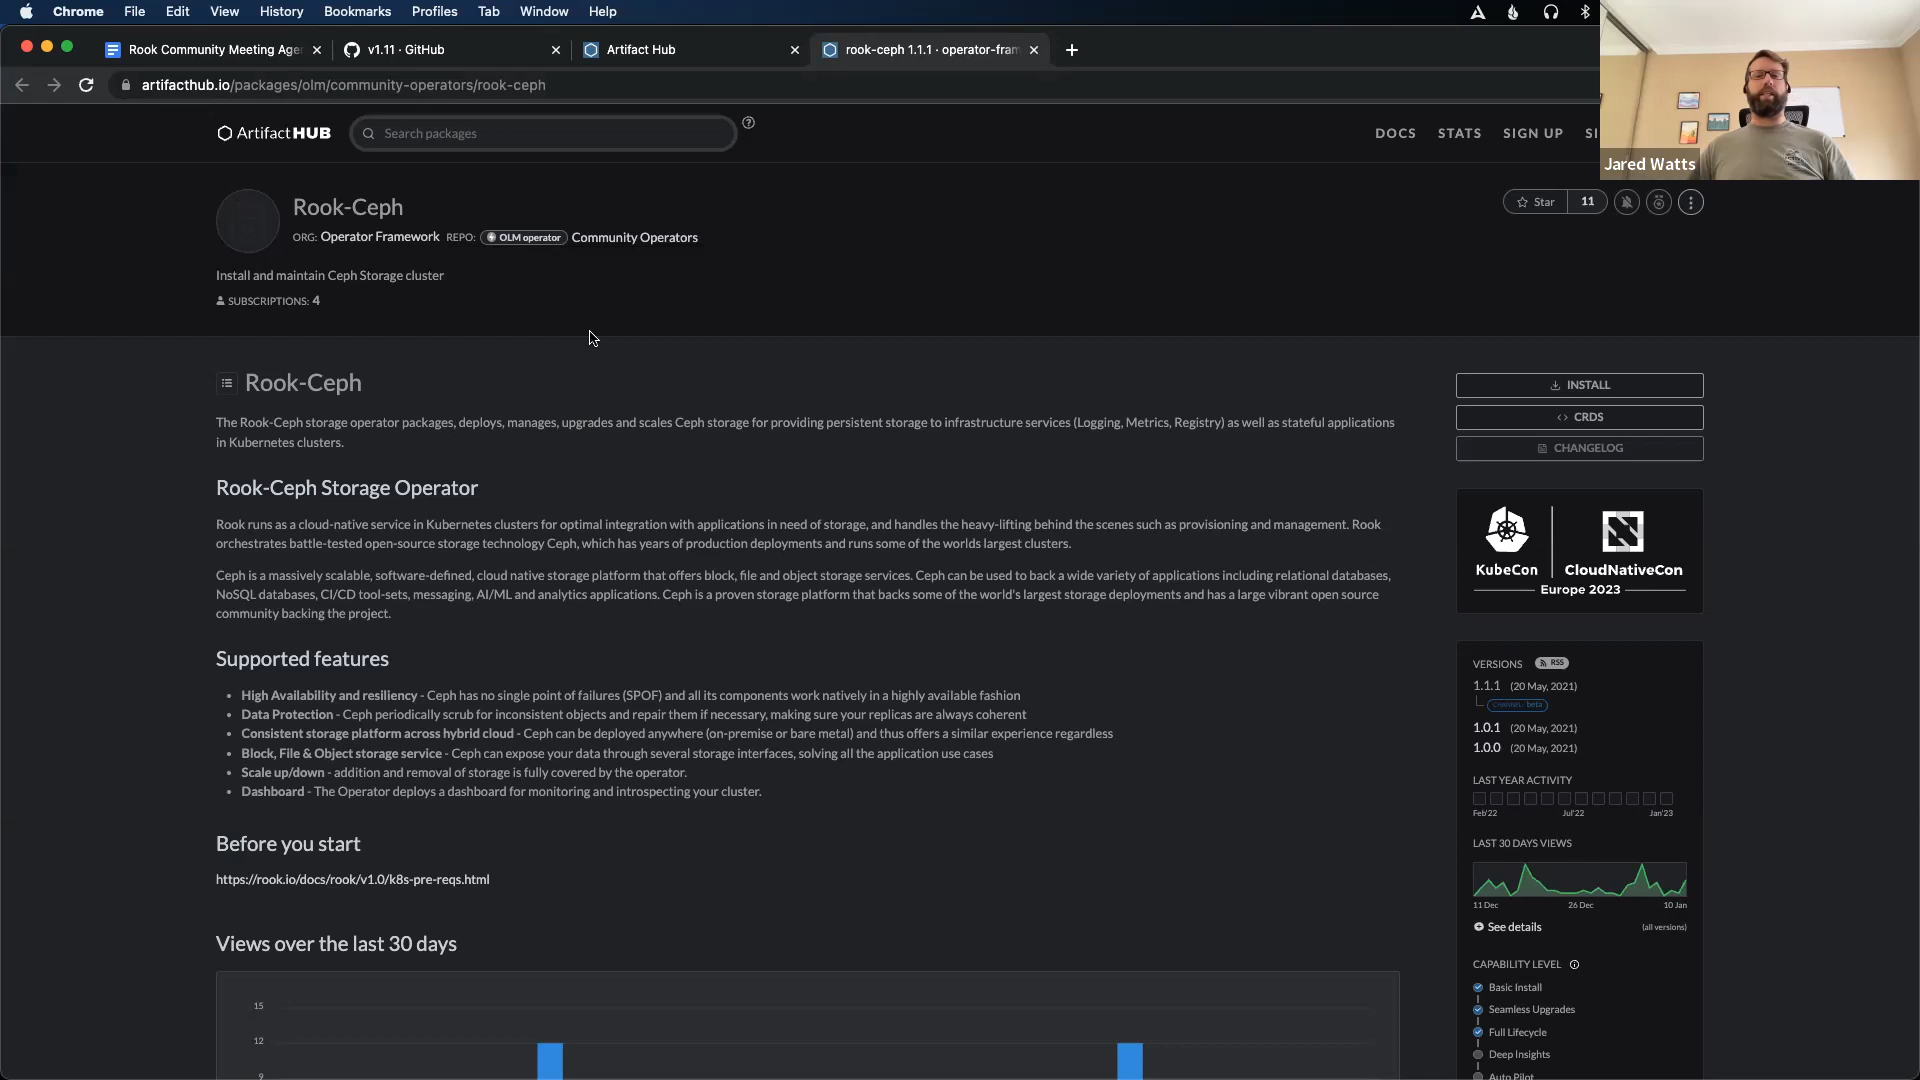 Chrome File Edit View History Bookmarks Profiles Tab Window Help
Rook Community Meeting Age
v1.11 · GitHub
Artifact Hub
rook-ceph 1.1.1 · operator-fram
artifacthub.io/packages/olm/community-operators/rook-ceph
Jared Watts
ArtifactHUB
Search packages
DOCS STATS SIGN UP SI
Rook-Ceph
ORG: Operator Framework REPO: OLM operator Community Operators
Star 11
Install and maintain Ceph Storage cluster
SUBSCRIPTIONS: 4
Rook-Ceph
The Rook-Ceph storage operator packages, deploys, manages, upgrades and scales Ceph storage for providing persistent storage to infrastructure services (Logging, Metrics, Registry) as well as stateful applications
in Kubernetes clusters.
Rook-Ceph Storage Operator
Rook runs as a cloud-native service in Kubernetes clusters for optimal integration with applications in need of storage, and handles the heavy-lifting behind the scenes such as provisioning and management. Rook
orchestrates battle-tested open-source storage technology Ceph, which has years of production deployments and runs some of the worlds largest clusters.
Ceph is a massively scalable, software-defined, cloud native storage platform that offers block, file and object storage services. Ceph can be used to back a wide variety of applications including relational databases,
NoSQL databases, CI/CD tool-sets, messaging, AI/ML and analytics applications. Ceph is a proven storage platform that backs some of the world's largest storage deployments and has a large vibrant open source
community backing the project.
Supported features
• High Availability and resiliency - Ceph has no single point of failures (SPOF) and all its components work natively in a highly available fashion
• Data Protection - Ceph periodically scrub for inconsistent objects and repair them if necessary, making sure your replicas are always coherent
• Consistent storage platform across hybrid cloud - Ceph can be deployed anywhere (on-premise or bare metal) and thus offers a similar experience regardless
• Block, File & Object storage service - Ceph can expose your data through several storage interfaces, solving all the application use cases
• Scale up/down - addition and removal of storage is fully covered by the operator.
• Dashboard - The Operator deploys a dashboard for monitoring and introspecting your cluster.
Before you start
https://rook.io/docs/rook/v1.0/k8s-pre-reqs.html
Views over the last 30 days
15
12
9
INSTALL
CRDS
CHANGELOG
KubeCon CloudNativeCon
Europe 2023
VERSIONS RSS
1.1.1 (20 May, 2021)
CHANNEL: beta
1.0.1 (20 May, 2021)
1.0.0 (20 May, 2021)
LAST YEAR ACTIVITY
Feb'22 Jul'22 Jan'23
LAST 30 DAYS VIEWS
11 Dec 26 Dec 10 Jan
See details (all versions)
CAPABILITY LEVEL
Basic Install
Seamless Upgrades
Full Lifecycle
Deep Insights
Auto Pilot